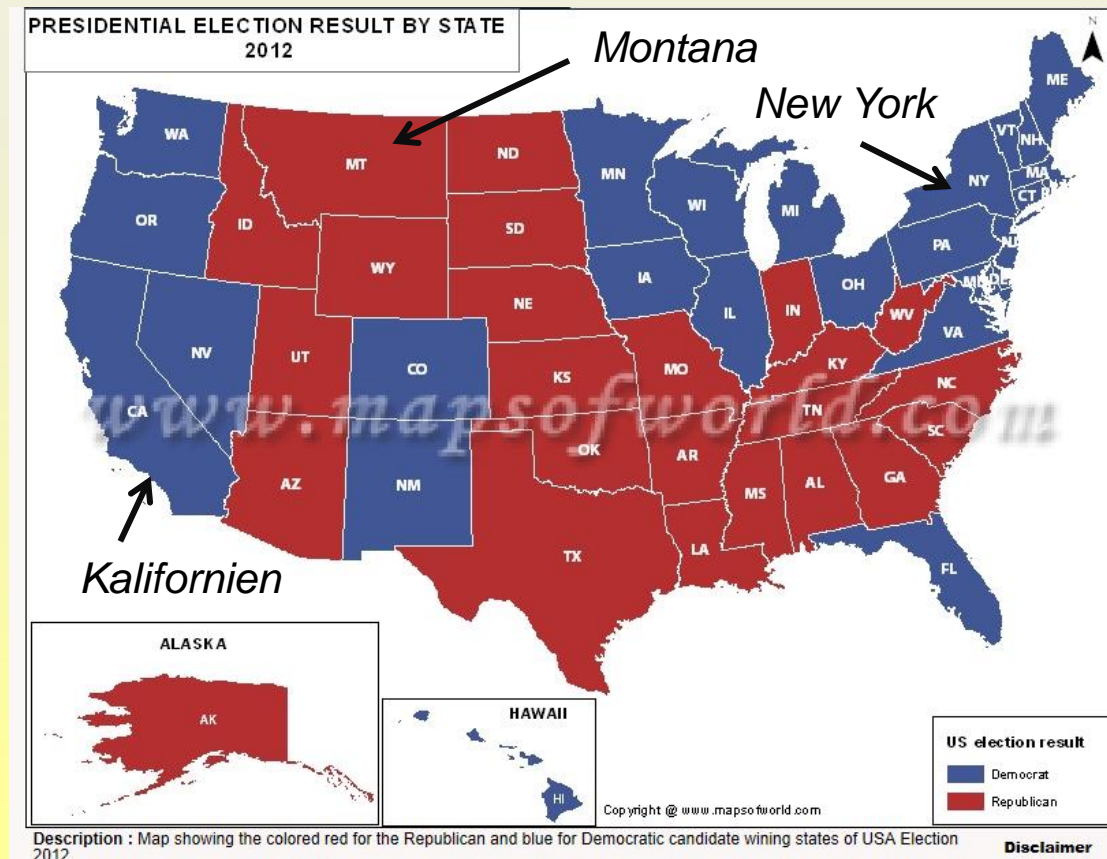 PRESIDENTIAL ELECTION RESULT BY STATE
2012
Montana
New York
Kalifornien
N
WA
OR
CA
NV
ID
MT
WY
UT
AZ
CO
NM
ND
SD
NE
KS
OK
TX
MN
IA
MO
AR
LA
WI
IL
MI
IN
OH
KY
TN
MS
AL
GA
FL
SC
NC
VA
WV
PA
NY
VT
NH
ME
MA
CT
www.mapsofworld.com
ALASKA
AK
HAWAII
HI
Copyright @ www.mapsofworld.com
US election result
Democrat
Republican
Description : Map showing the colored red for the Republican and blue for Democratic candidate wining states of USA Election
2012.
Disclaimer